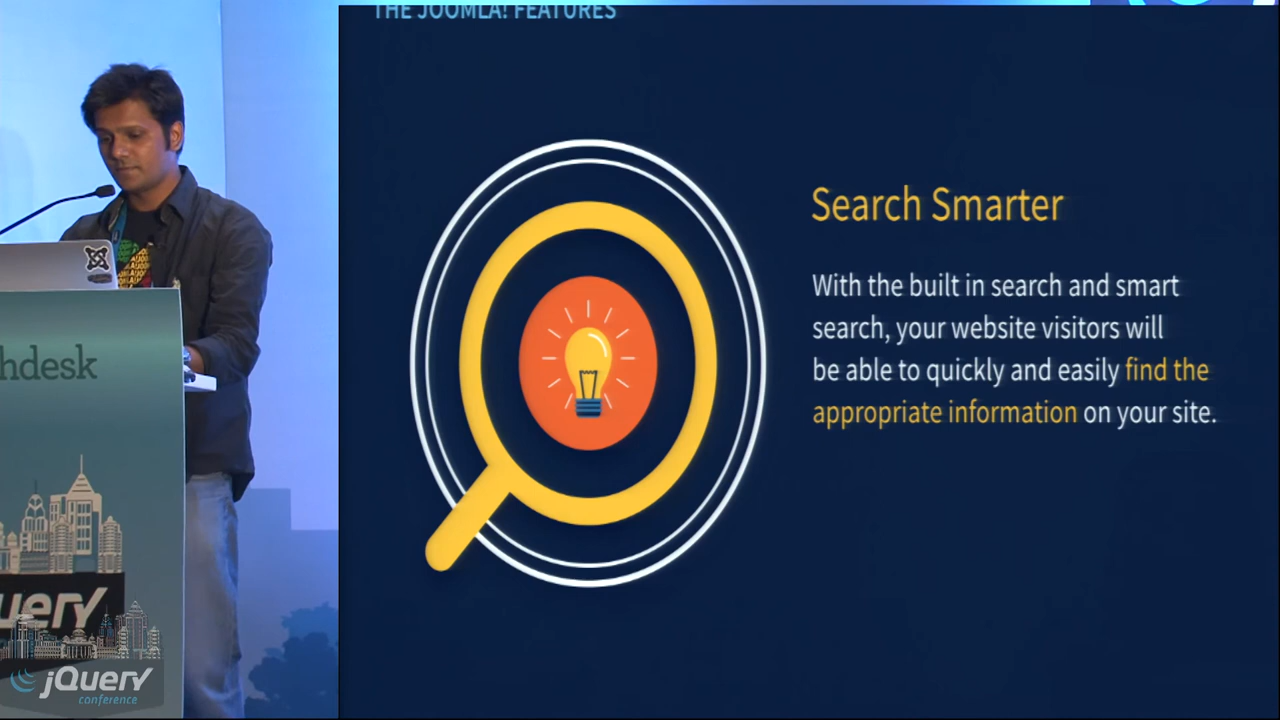 THE JOOMLA! FEATURES
Search Smarter
With the built in search and smart
search, your website visitors will
be able to quickly and easily find the
appropriate information on your site.
hdesk
uery
jQuery
conference